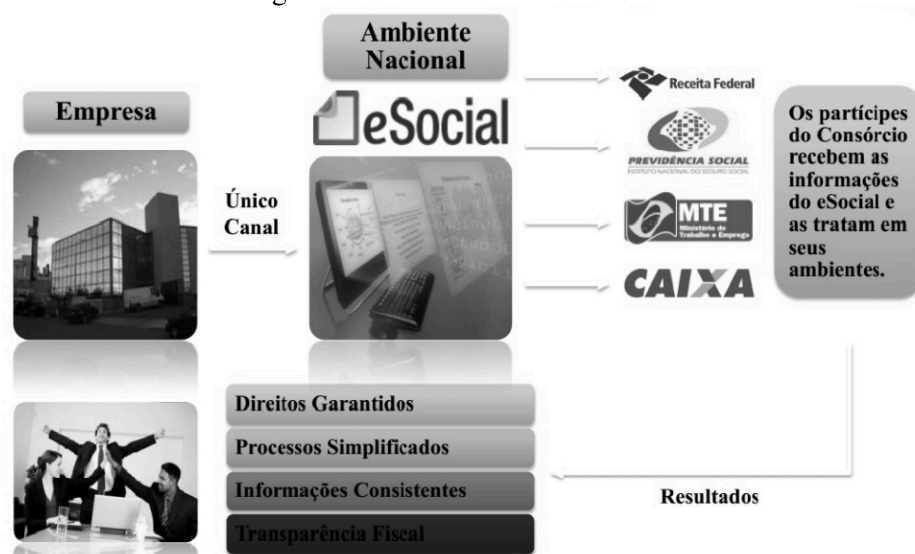 Ambiente
Nacional
Empresa
eSocial
Único
Canal
Receita Federal
PREVIDÊNCIA SOCIAL
INSTITUTO NACIONAL DO SEGURO SOCIAL
MTE
Ministério do
Trabalho e Emprego
CAIXA
Os partícipes
do Consórcio
recebem as
informações
do eSocial e
as tratam em
seus
ambientes.
Direitos Garantidos
Processos Simplificados
Informações Consistentes
Transparência Fiscal
Resultados